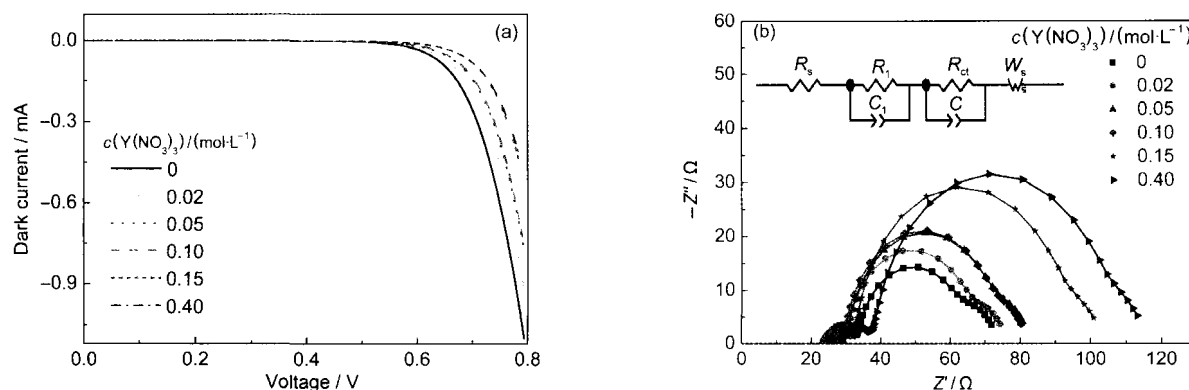 (a)
0.0
−0.3
−0.6
−0.9
Dark current / mA
c(Y(NO₃)₃)/(mol·L⁻¹)
0
0.02
0.05
0.10
0.15
0.40
0.0 0.2 0.4 0.6 0.8
Voltage / V
(b)
−60
50
40
30
20
10
0
−Z″/ Ω
c(Y(NO₃)₃)/(mol·L⁻¹)
0
0.02
0.05
0.10
0.15
0.40
Rs R1 Rct Ws
C1 C
0 20 40 60 80 100 120
Z′/ Ω